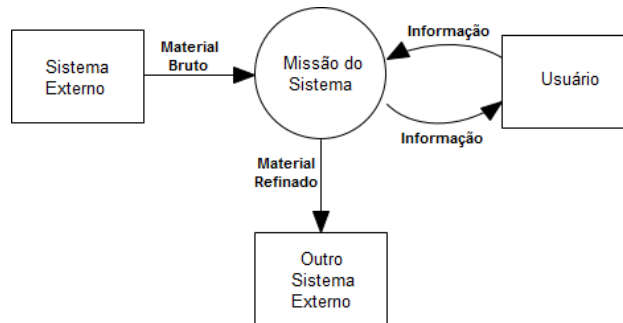 Sistema
Externo
Material
Bruto
Missão do
Sistema
Informação
Informação
Usuário
Material
Refinado
Outro
Sistema
Externo